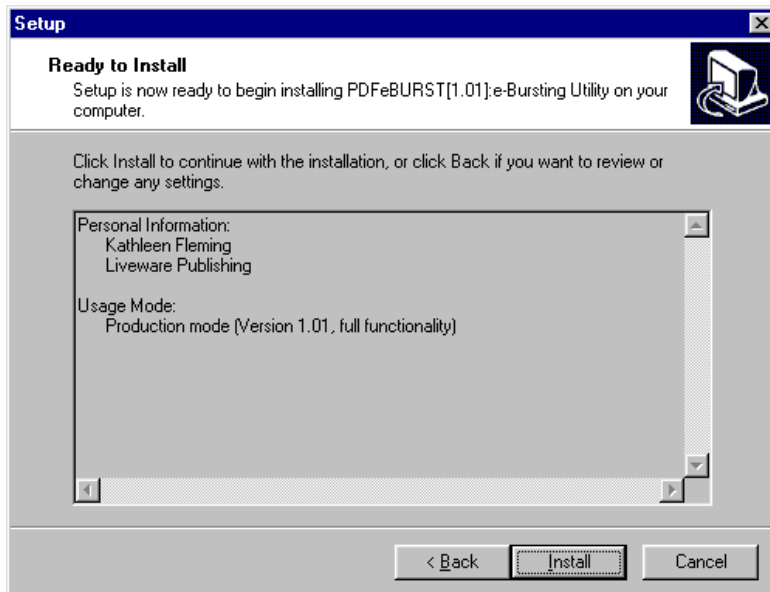 Setup
Ready to Install
Setup is now ready to begin installing PDFeBURST[1.01]:e-Bursting Utility on your
computer.
Click Install to continue with the installation, or click Back if you want to review or
change any settings.
Personal Information:
Kathleen Fleming
Liveware Publishing
Usage Mode:
Production mode (Version 1.01, full functionality)
< Back
Install
Cancel